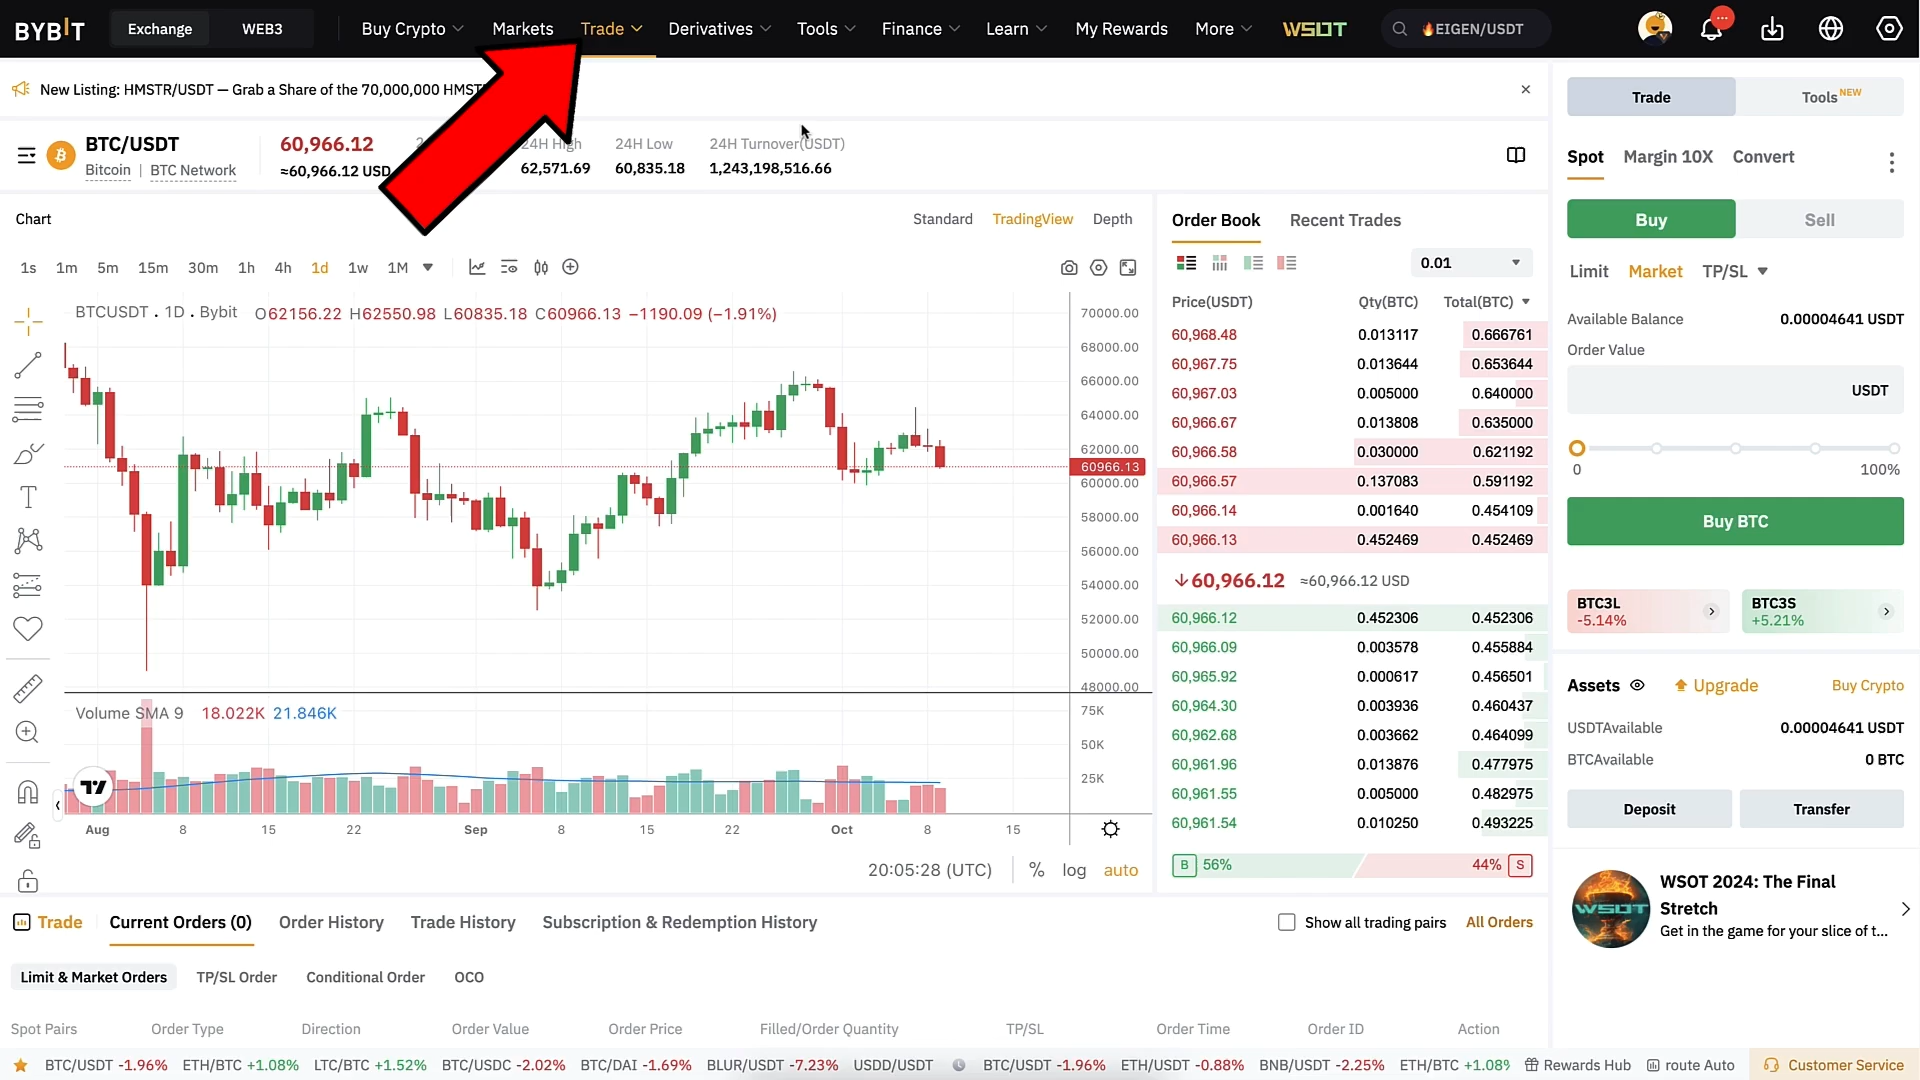 BYBIT
Exchange WEB3 Buy Crypto Markets Trade Derivatives Tools Finance Learn My Rewards More WSOT 🔥EIGEN/USDT
New Listing: HMSTR/USDT — Grab a Share of the 70,000,000
Trade Tools NEW
BTC/USDT
Bitcoin | BTC Network
60,966.12
≈60,966.12 USD
24H High
62,571.69
24H Low
60,835.18
24H Turnover(USDT)
1,243,198,516.66
Spot Margin 10X Convert
Buy Sell
Limit Market TP/SL
Available Balance 0.00004641 USDT
Order Value
USDT
0 100%
Buy BTC
BTC3L
-5.14%
BTC3S
+5.21%
Assets Upgrade Buy Crypto
USDTAvailable 0.00004641 USDT
BTCAvailable 0 BTC
Deposit Transfer
WSOT
WSOT 2024: The Final
Stretch
Get in the game for your slice of t...
Chart
Standard TradingView Depth
1s 1m 5m 15m 30m 1h 4h 1d 1w 1M
BTCUSDT . 1D . Bybit O62156.22 H62550.98 L60835.18 C60966.13 −1190.09 (−1.91%)
70000.00
68000.00
66000.00
64000.00
62000.00
60966.13
60000.00
58000.00
56000.00
54000.00
52000.00
50000.00
48000.00
Volume SMA 9 18.022K 21.846K
75K
50K
25K
Aug 8 15 22 Sep 8 15 22 Oct 8 15
20:05:28 (UTC) % log auto
Order Book Recent Trades
0.01
Price(USDT) Qty(BTC) Total(BTC)
60,968.48 0.013117 0.666761
60,967.75 0.013644 0.653644
60,967.03 0.005000 0.640000
60,966.67 0.013808 0.635000
60,966.58 0.030000 0.621192
60,966.57 0.137083 0.591192
60,966.14 0.001640 0.454109
60,966.13 0.452469 0.452469
↓60,966.12 ≈60,966.12 USD
60,966.12 0.452306 0.452306
60,966.09 0.003578 0.455884
60,965.92 0.000617 0.456501
60,964.30 0.003936 0.460437
60,962.68 0.003662 0.464099
60,961.96 0.013876 0.477975
60,961.55 0.005000 0.482975
60,961.54 0.010250 0.493225
B 56% 44% S
Trade Current Orders (0) Order History Trade History Subscription & Redemption History Show all trading pairs All Orders
Limit & Market Orders TP/SL Order Conditional Order OCO
Spot Pairs Order Type Direction Order Value Order Price Filled/Order Quantity TP/SL Order Time Order ID Action
BTC/USDT -1.96% ETH/BTC +1.08% LTC/BTC +1.52% BTC/USDC -2.02% BTC/DAI -1.69% BLUR/USDT -7.23% USDD/USDT BTC/USDT -1.96% ETH/USDT -0.88% BNB/USDT -2.25% ETH/BTC +1.08% Rewards Hub route Auto Customer Service